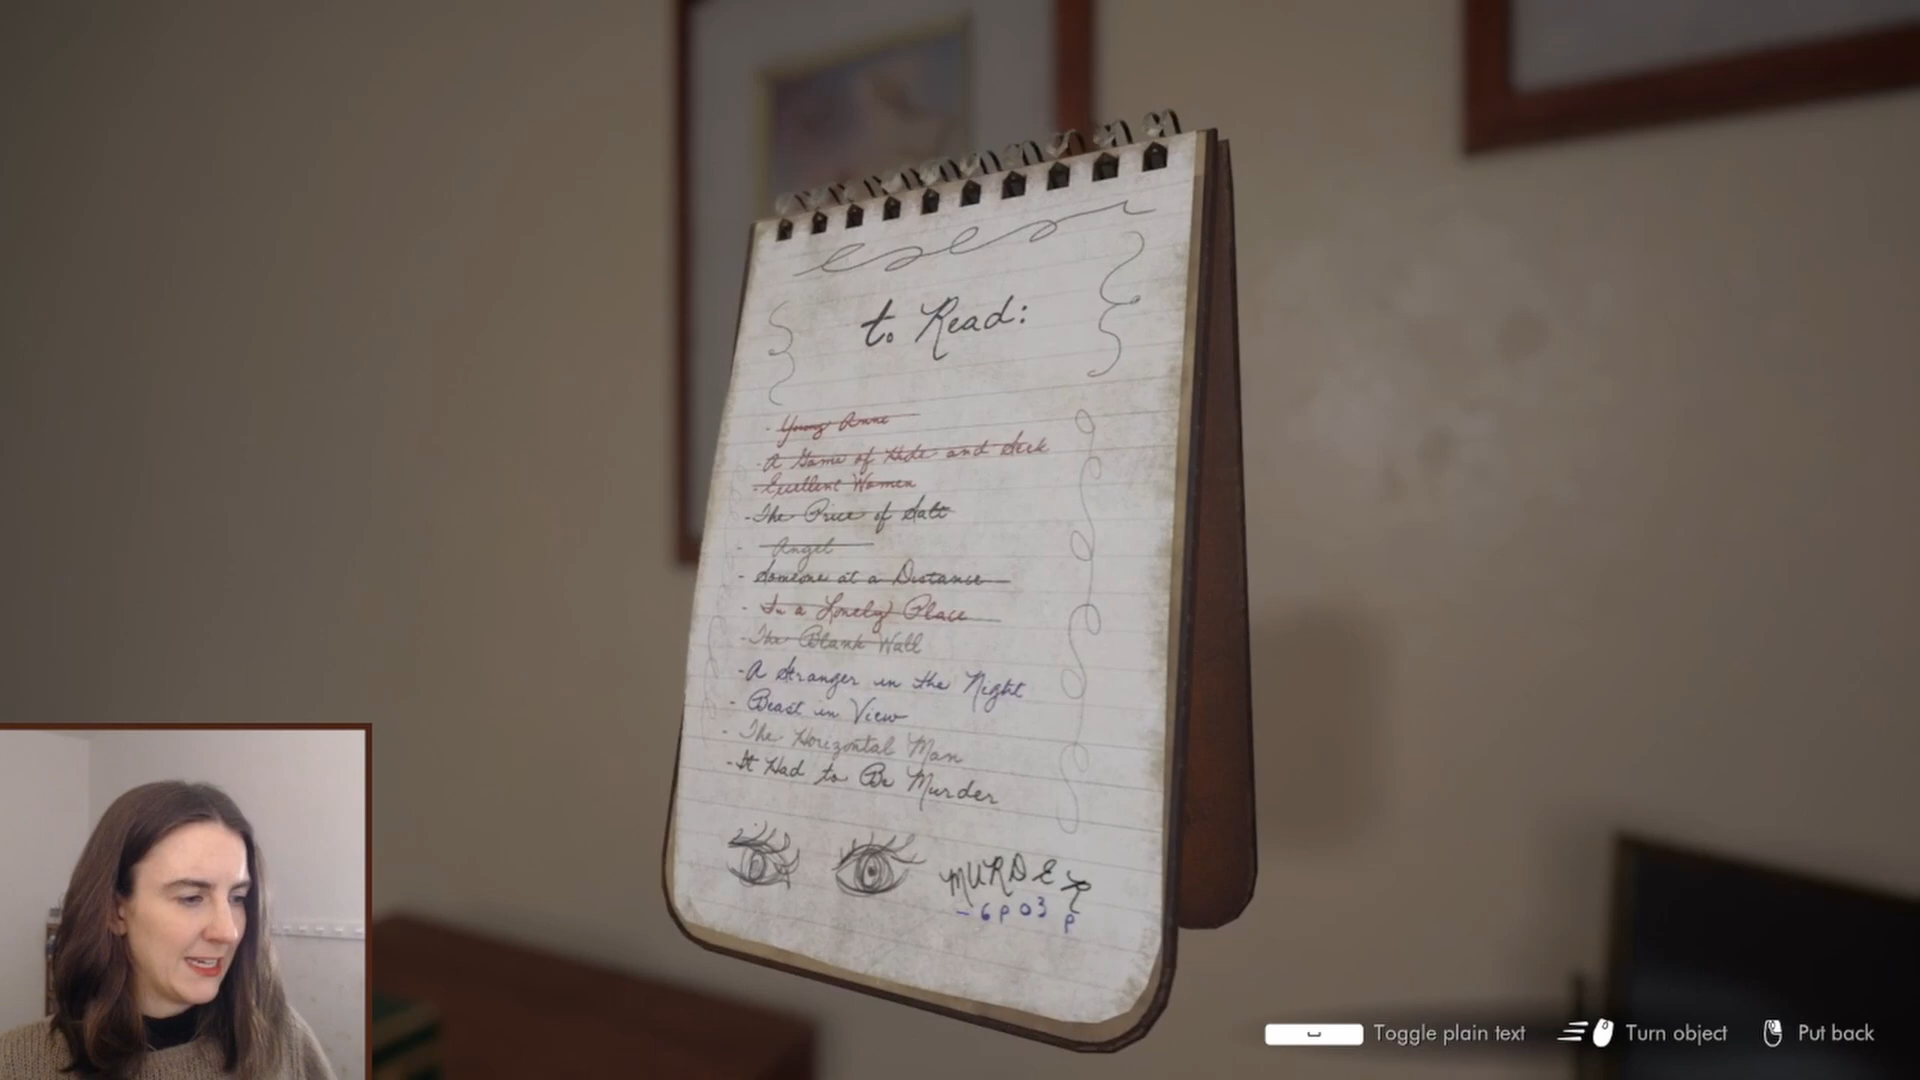 to Read:
- Young Anne
- A Game of Hide and Seek
- Excellent Women
- The Price of Salt
- Angel
- Someone at a Distance
- In a Lonely Place
- The Blank Wall
- A Stranger in the Night
- Beast in View
- The Horizontal Man
- It Had to Be Murder
MURDER
Toggle plain text
Turn object
Put back